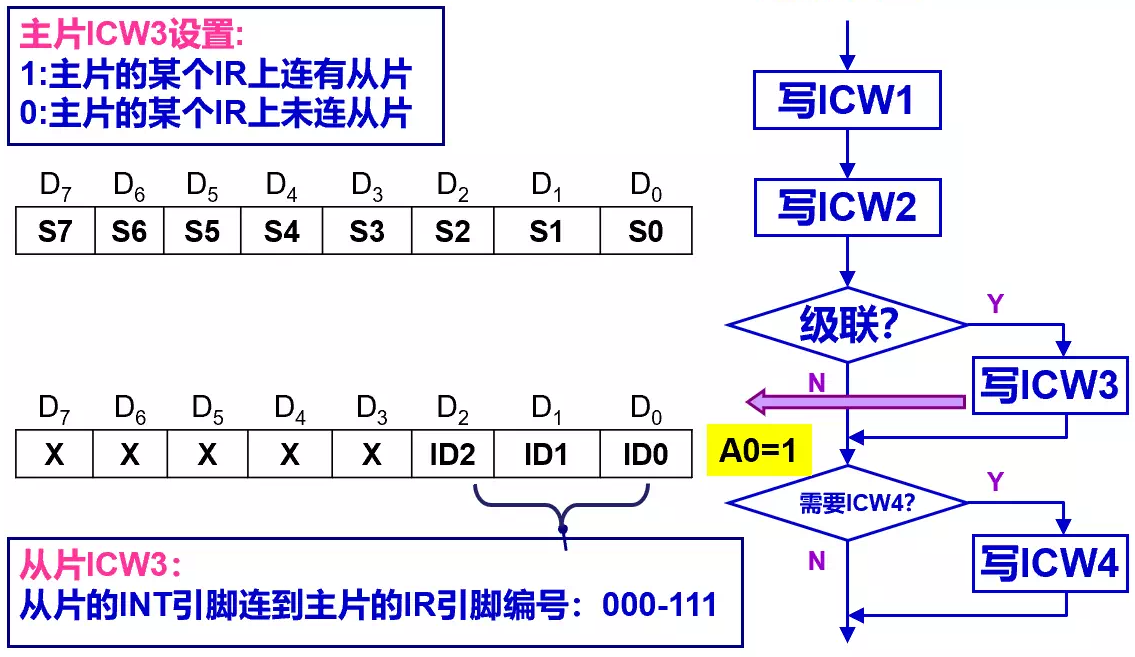 主片ICW3设置:
1:主片的某个IR上连有从片
0:主片的某个IR上未连从片
D7 D6 D5 D4 D3 D2 D1 D0
S7 S6 S5 S4 S3 S2 S1 S0
D7 D6 D5 D4 D3 D2 D1 D0
X X X X X ID2 ID1 ID0
从片ICW3：
从片的INT引脚连到主片的IR引脚编号：000-111
写ICW1
写ICW2
级联?
Y
写ICW3
N
A0=1
需要ICW4?
Y
写ICW4
N